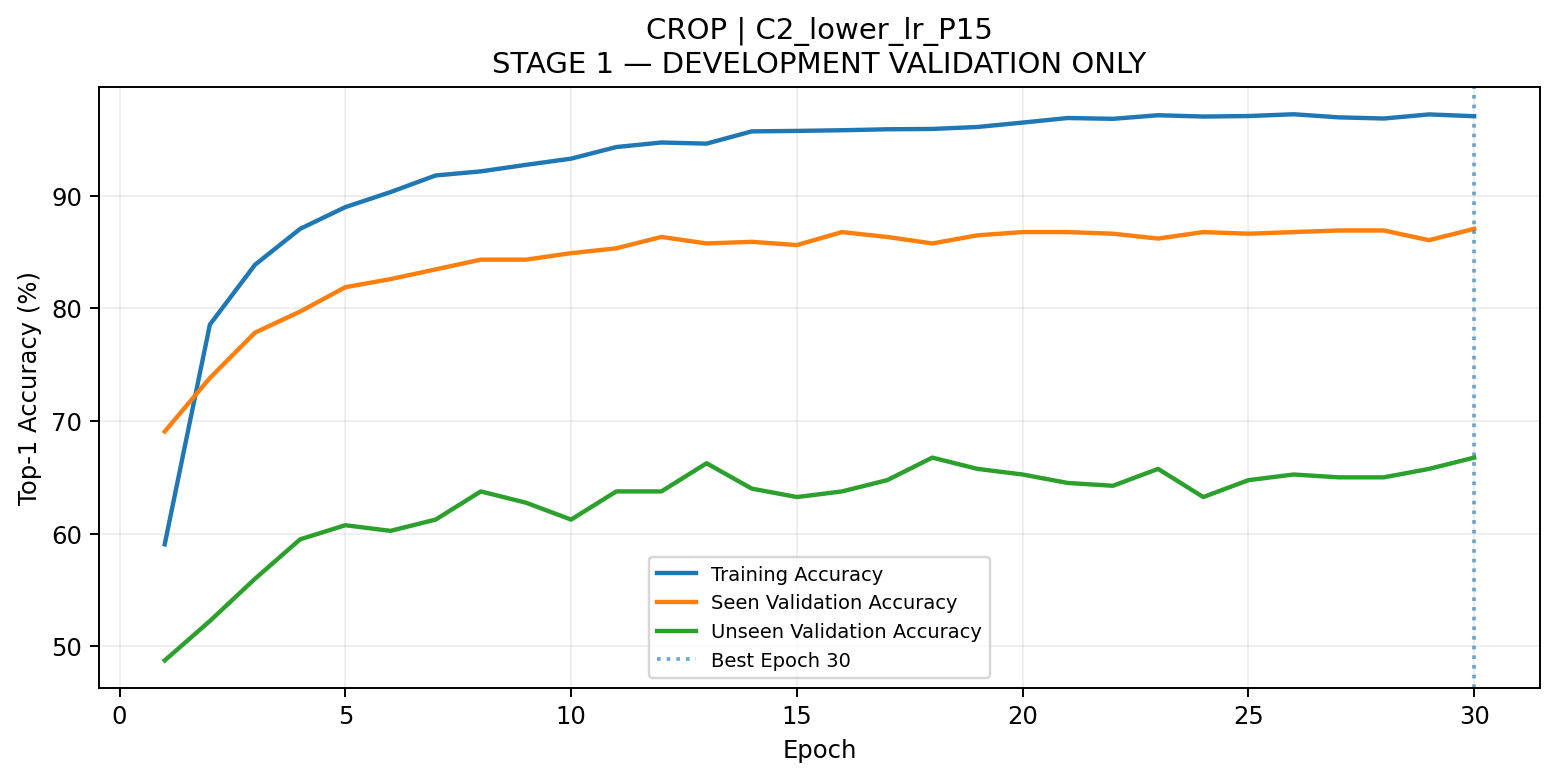 CROP | C2_lower_lr_P15
STAGE 1 — DEVELOPMENT VALIDATION ONLY
Top-1 Accuracy (%)
90
80
70
60
50
Training Accuracy
Seen Validation Accuracy
Unseen Validation Accuracy
Best Epoch 30
0 5 10 15 20 25 30
Epoch